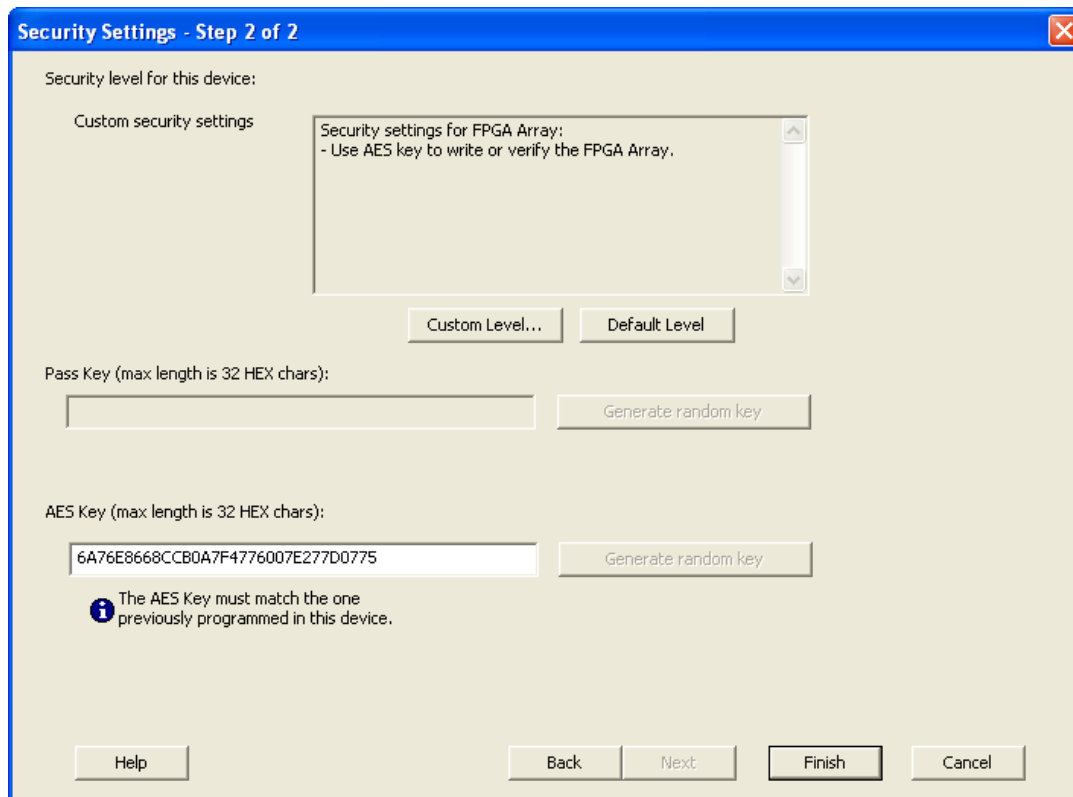 Security Settings - Step 2 of 2
Security level for this device:
Custom security settings
Security settings for FPGA Array:
- Use AES key to write or verify the FPGA Array.
Custom Level...
Default Level
Pass Key (max length is 32 HEX chars):
Generate random key
AES Key (max length is 32 HEX chars):
6A76E8668CCB0A7F4776007E277D0775
Generate random key
The AES Key must match the one
previously programmed in this device.
Help
Back
Next
Finish
Cancel